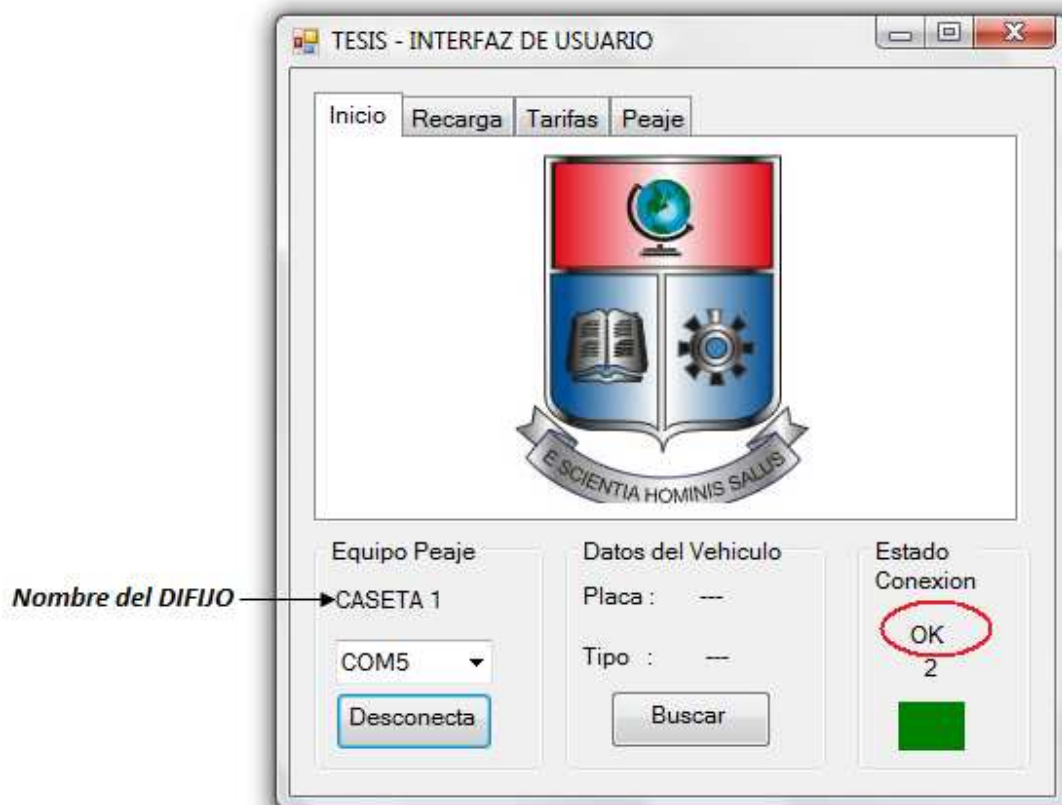 TESIS - INTERFAZ DE USUARIO
Inicio Recarga Tarifas Peaje
E SCIENTIA HOMINIS SALUS
Equipo Peaje
Nombre del DIFIJO
CASETA 1
COM5
Desconecta
Datos del Vehiculo
Placa : ---
Tipo : ---
Buscar
Estado
Conexion
OK
2